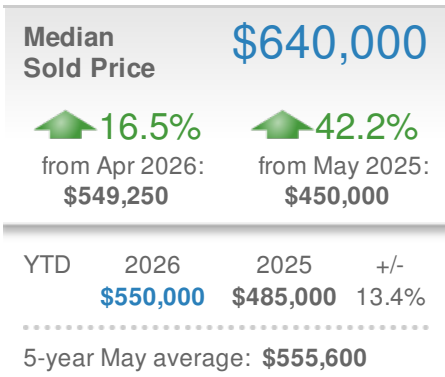 Median
Sold Price
$640,000
16.5%
42.2%
from Apr 2026:
from May 2025:
$549,250
$450,000
YTD 2026 2025 +/-
$550,000 $485,000 13.4%
5-year May average: $555,600